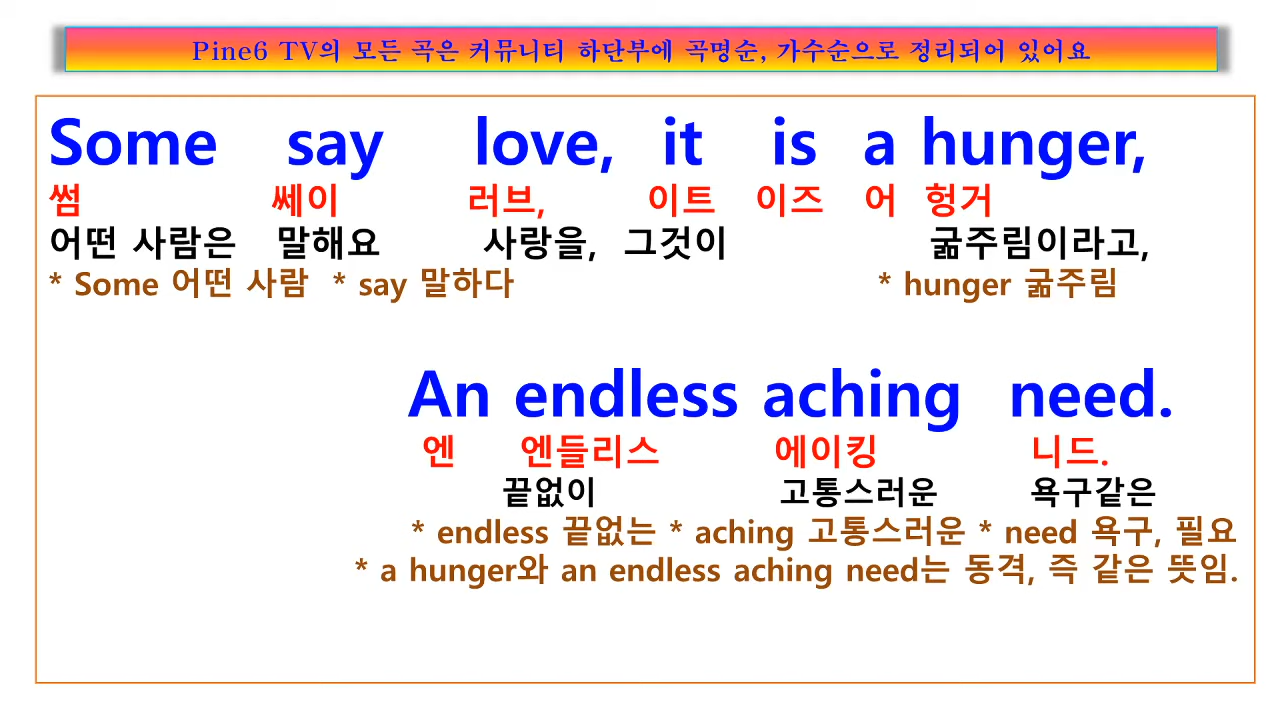 Pine6 TV의 모든 곡은 커뮤니티 하단부에 곡명순, 가수순으로 정리되어 있어요
Some say love, it is a hunger,
썸 쎄이 러브, 이트 이즈 어 헝거
어떤 사람은 말해요 사랑을, 그것이 굶주림이라고,
* Some 어떤 사람 * say 말하다 * hunger 굶주림
An endless aching need.
엔 엔들리스 에이킹 니드.
끝없이 고통스러운 욕구같은
* endless 끝없는 * aching 고통스러운 * need 욕구, 필요
* a hunger와 an endless aching need는 동격, 즉 같은 뜻임.